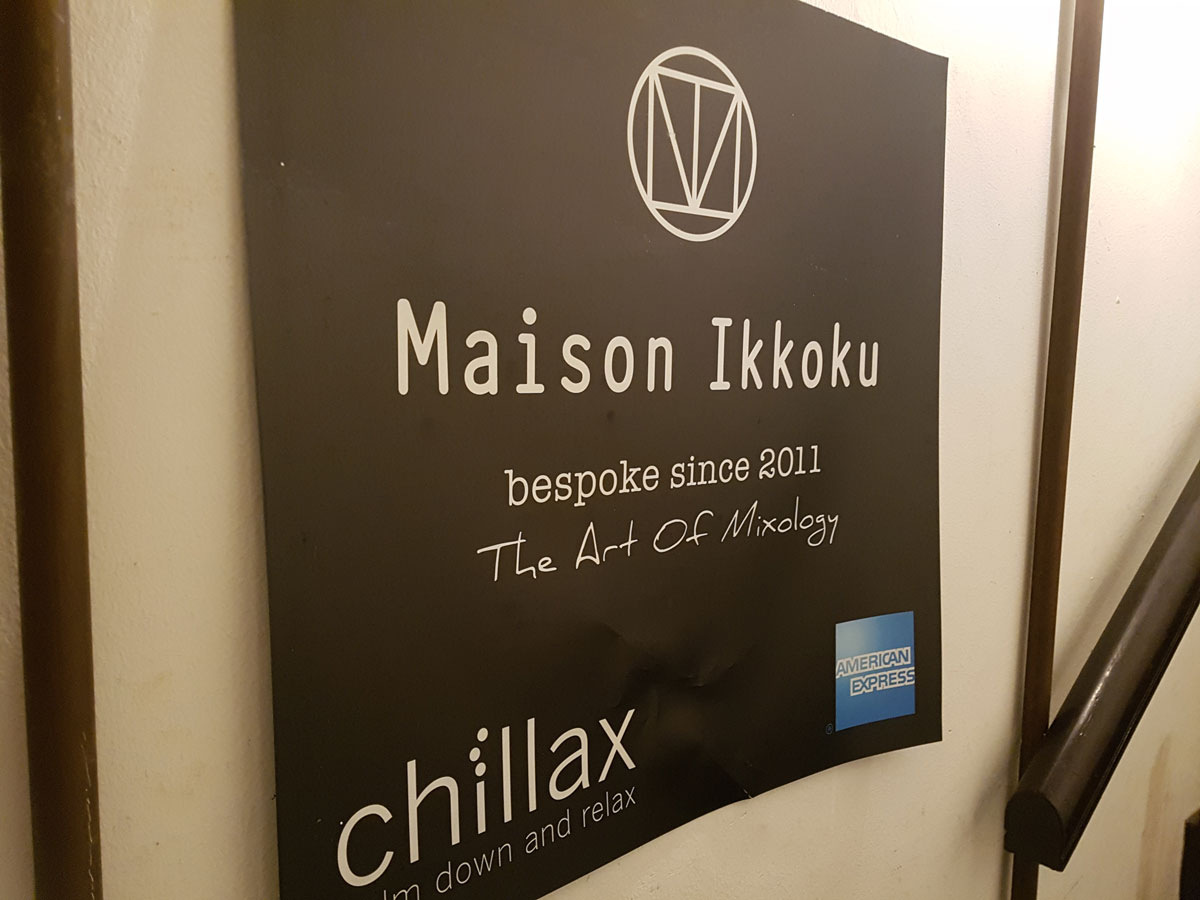 Maison Ikkoku
bespoke since 2011
The Art Of Mixology
AMERICAN
EXPRESS
®
chillax
down and relax